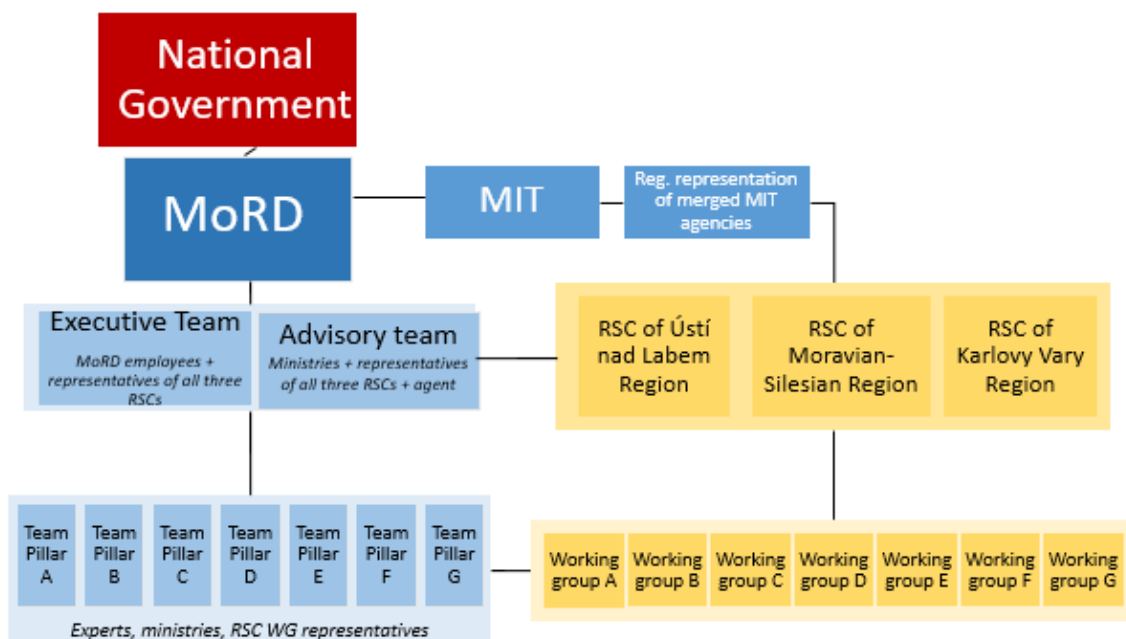 National
Government
MoRD
MIT
Reg. representation
of merged MIT
agencies
Executive Team
MoRD employees +
representatives of all three
RSCs
Advisory team
Ministries + representatives
of all three RSCs + agent
RSC of Ústí
nad Labem
Region
RSC of
Moravian-
Silesian Region
RSC of
Karlovy Vary
Region
Team
Pillar
A
Team
Pillar
B
Team
Pillar
C
Team
Pillar
D
Team
Pillar
E
Team
Pillar
F
Team
Pillar
G
Experts, ministries, RSC WG representatives
Working
group A
Working
group B
Working
group C
Working
group D
Working
group E
Working
group F
Working
group G